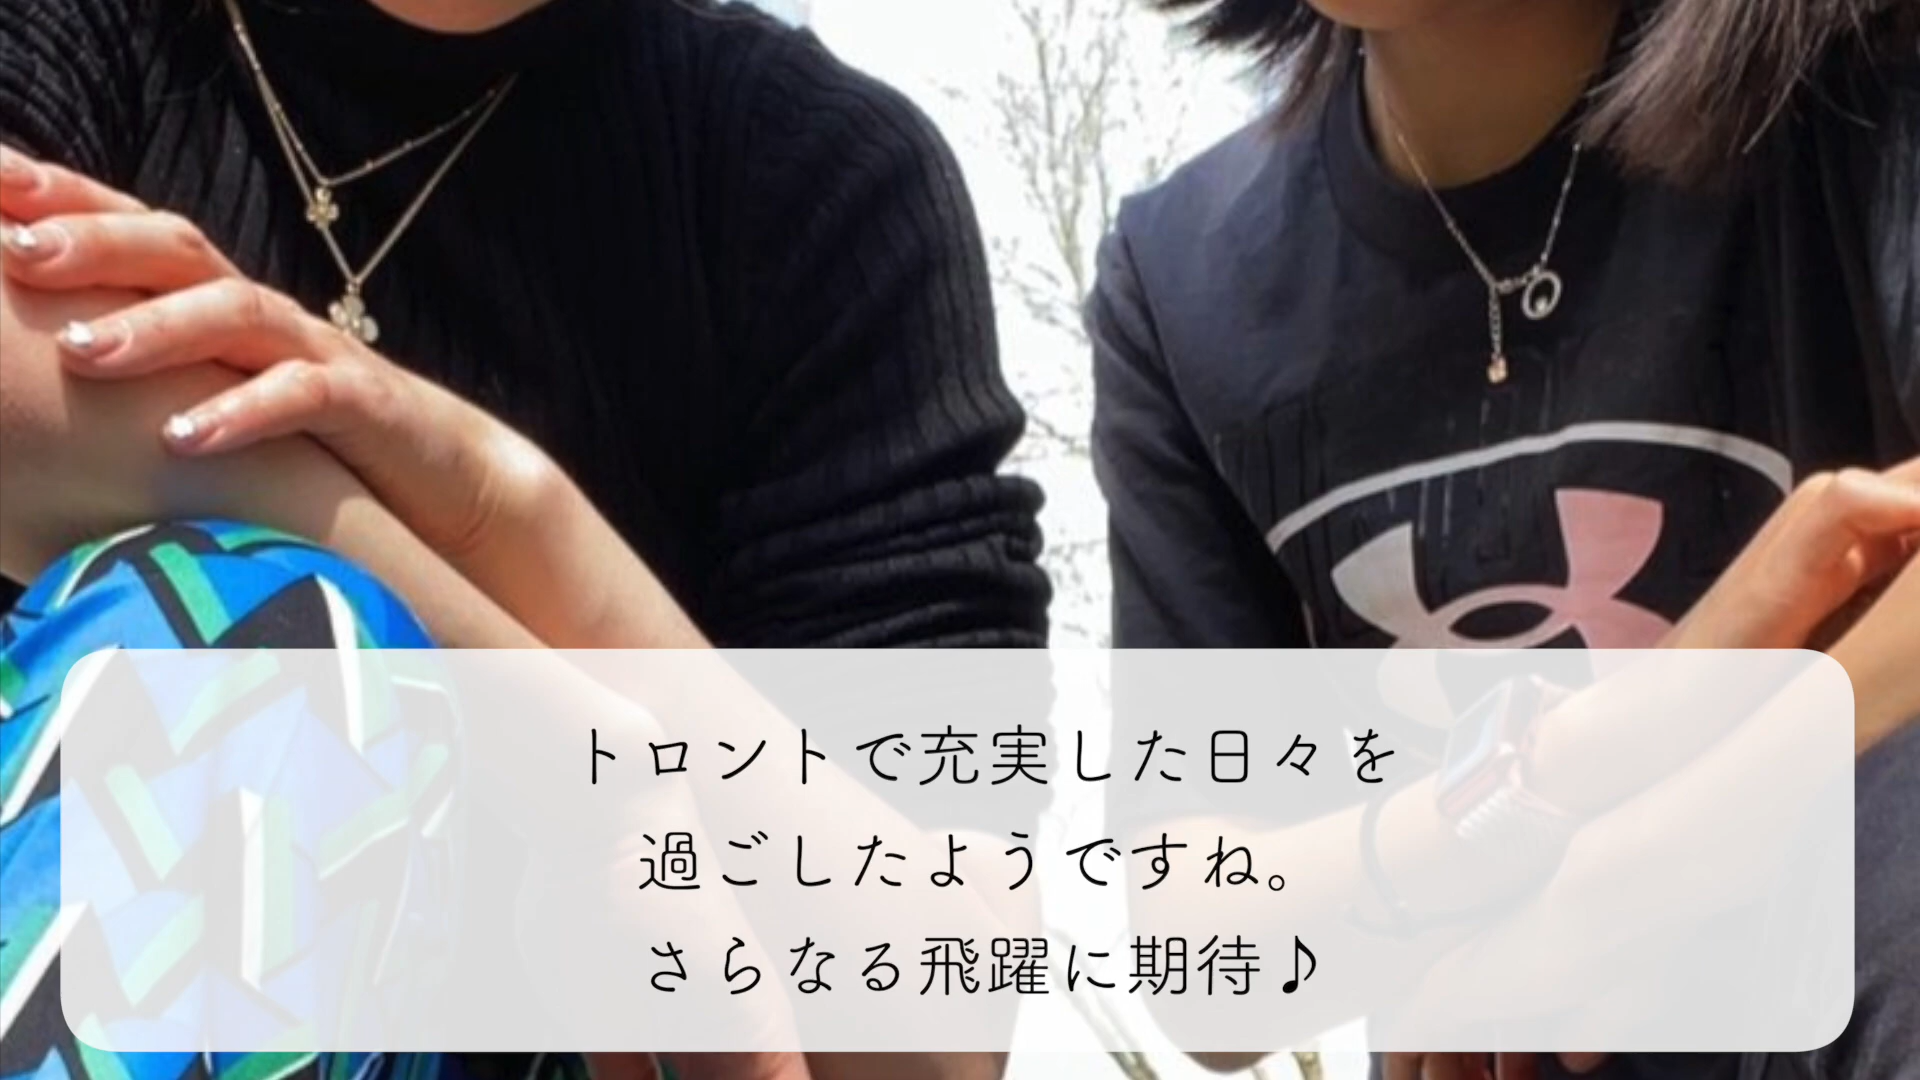 トロントで充実した日々を
過ごしたようですね。
さらなる飛躍に期待♪